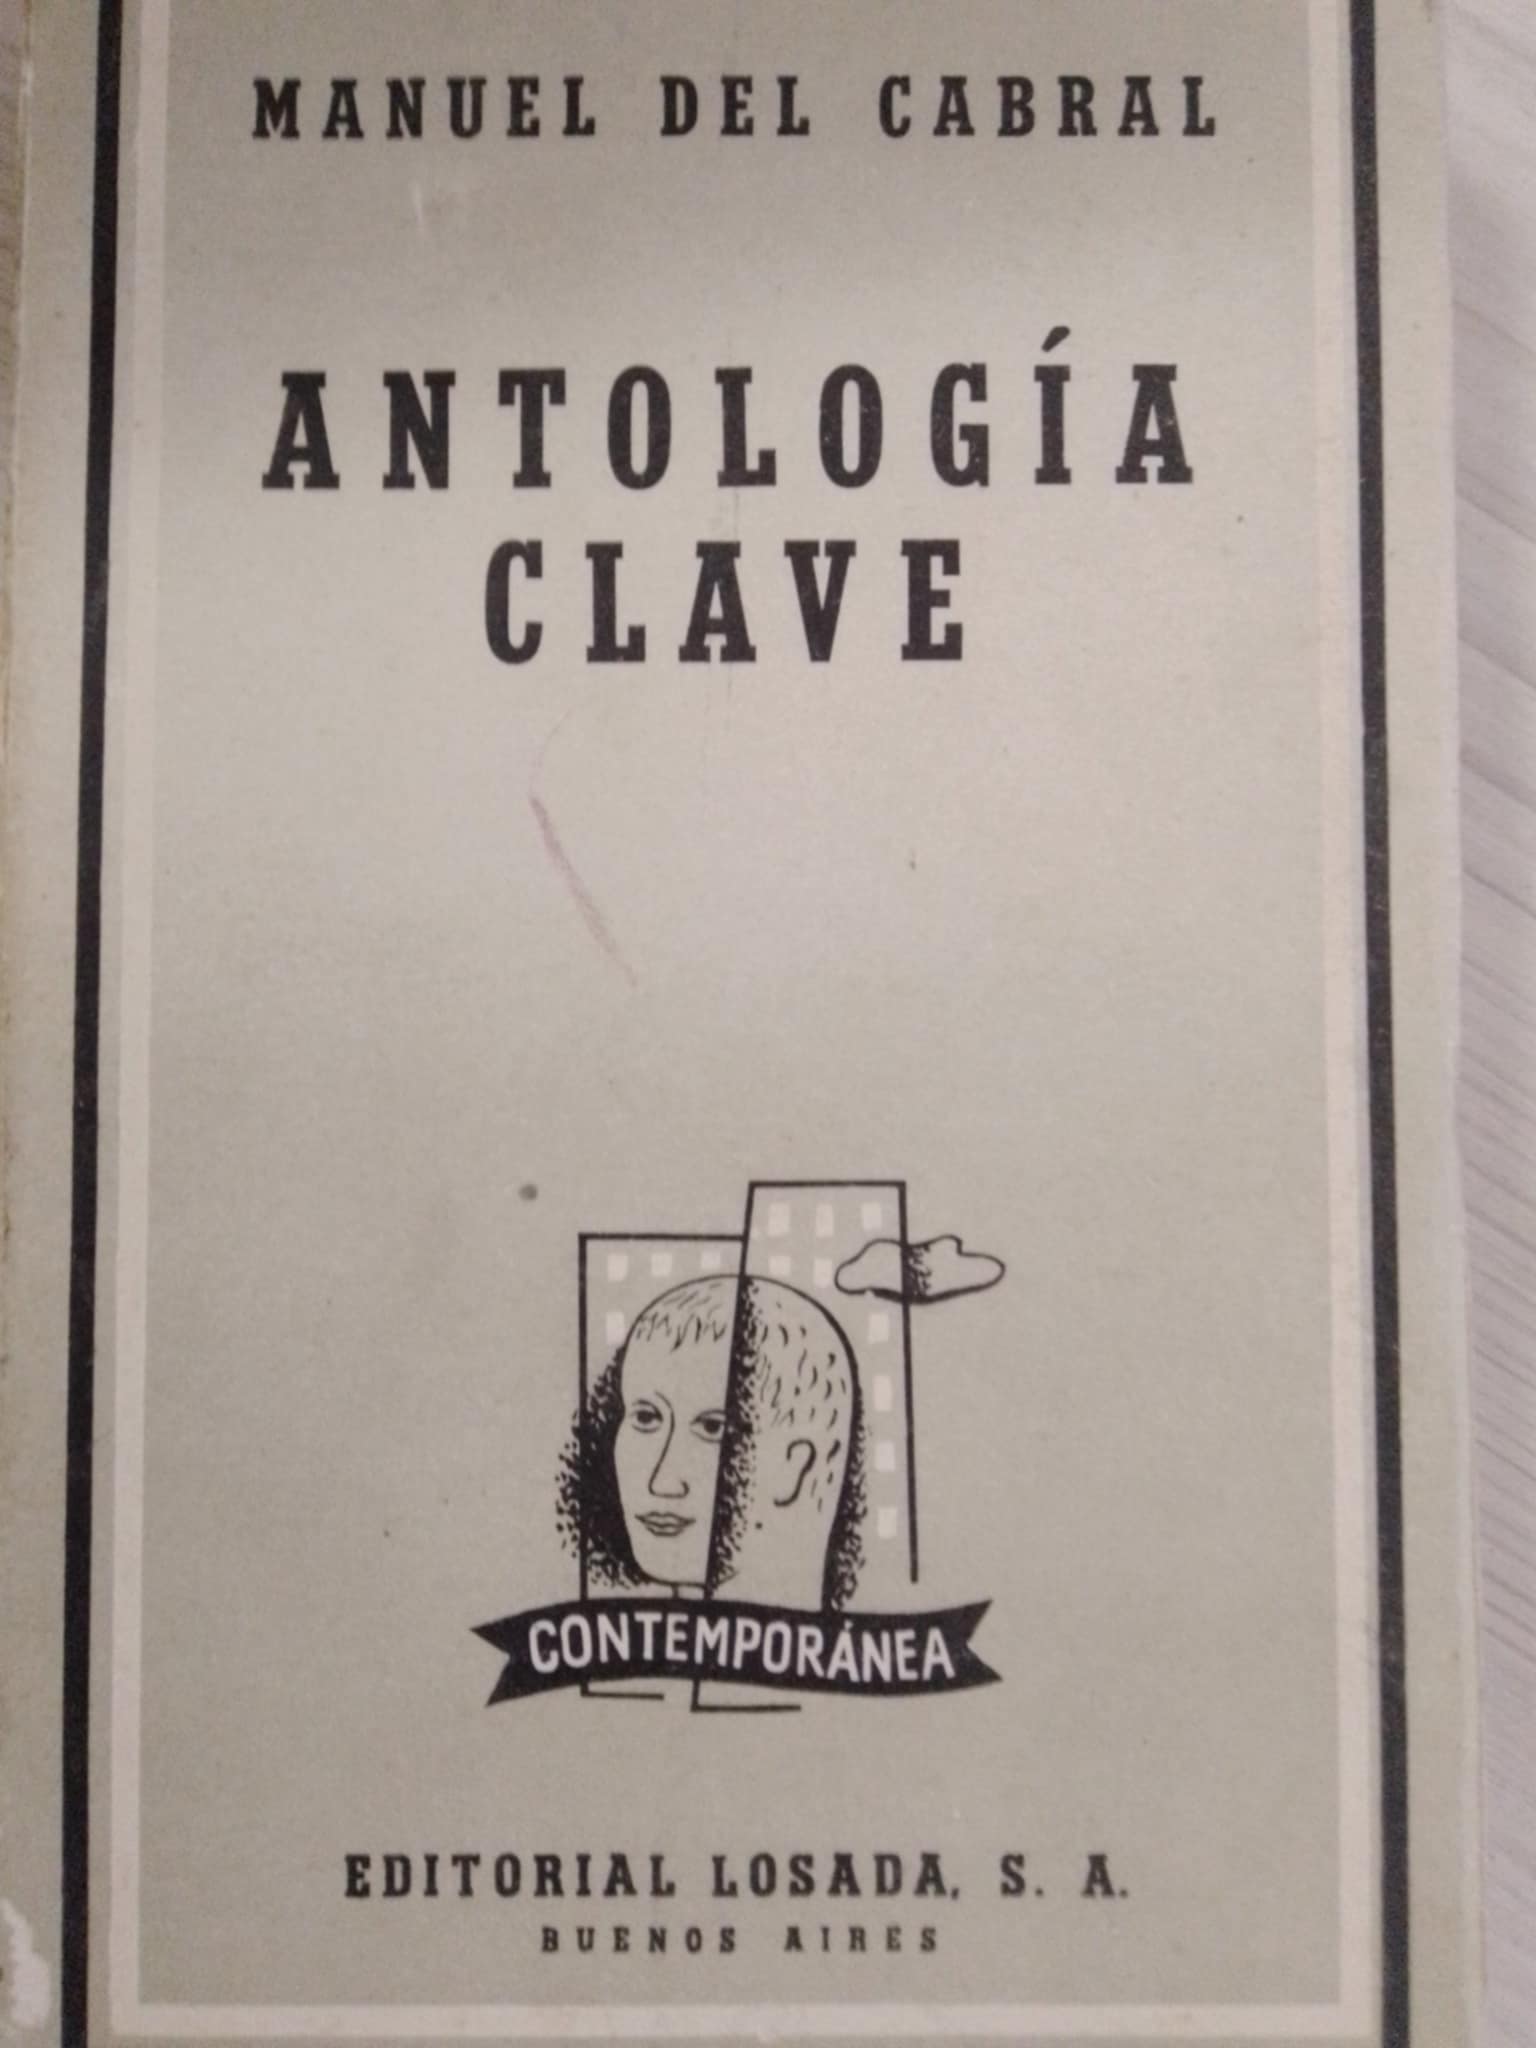 MANUEL DEL CABRAL
ANTOLOGÍA
CLAVE
CONTEMPORÁNEA
EDITORIAL LOSADA, S. A.
BUENOS AIRES